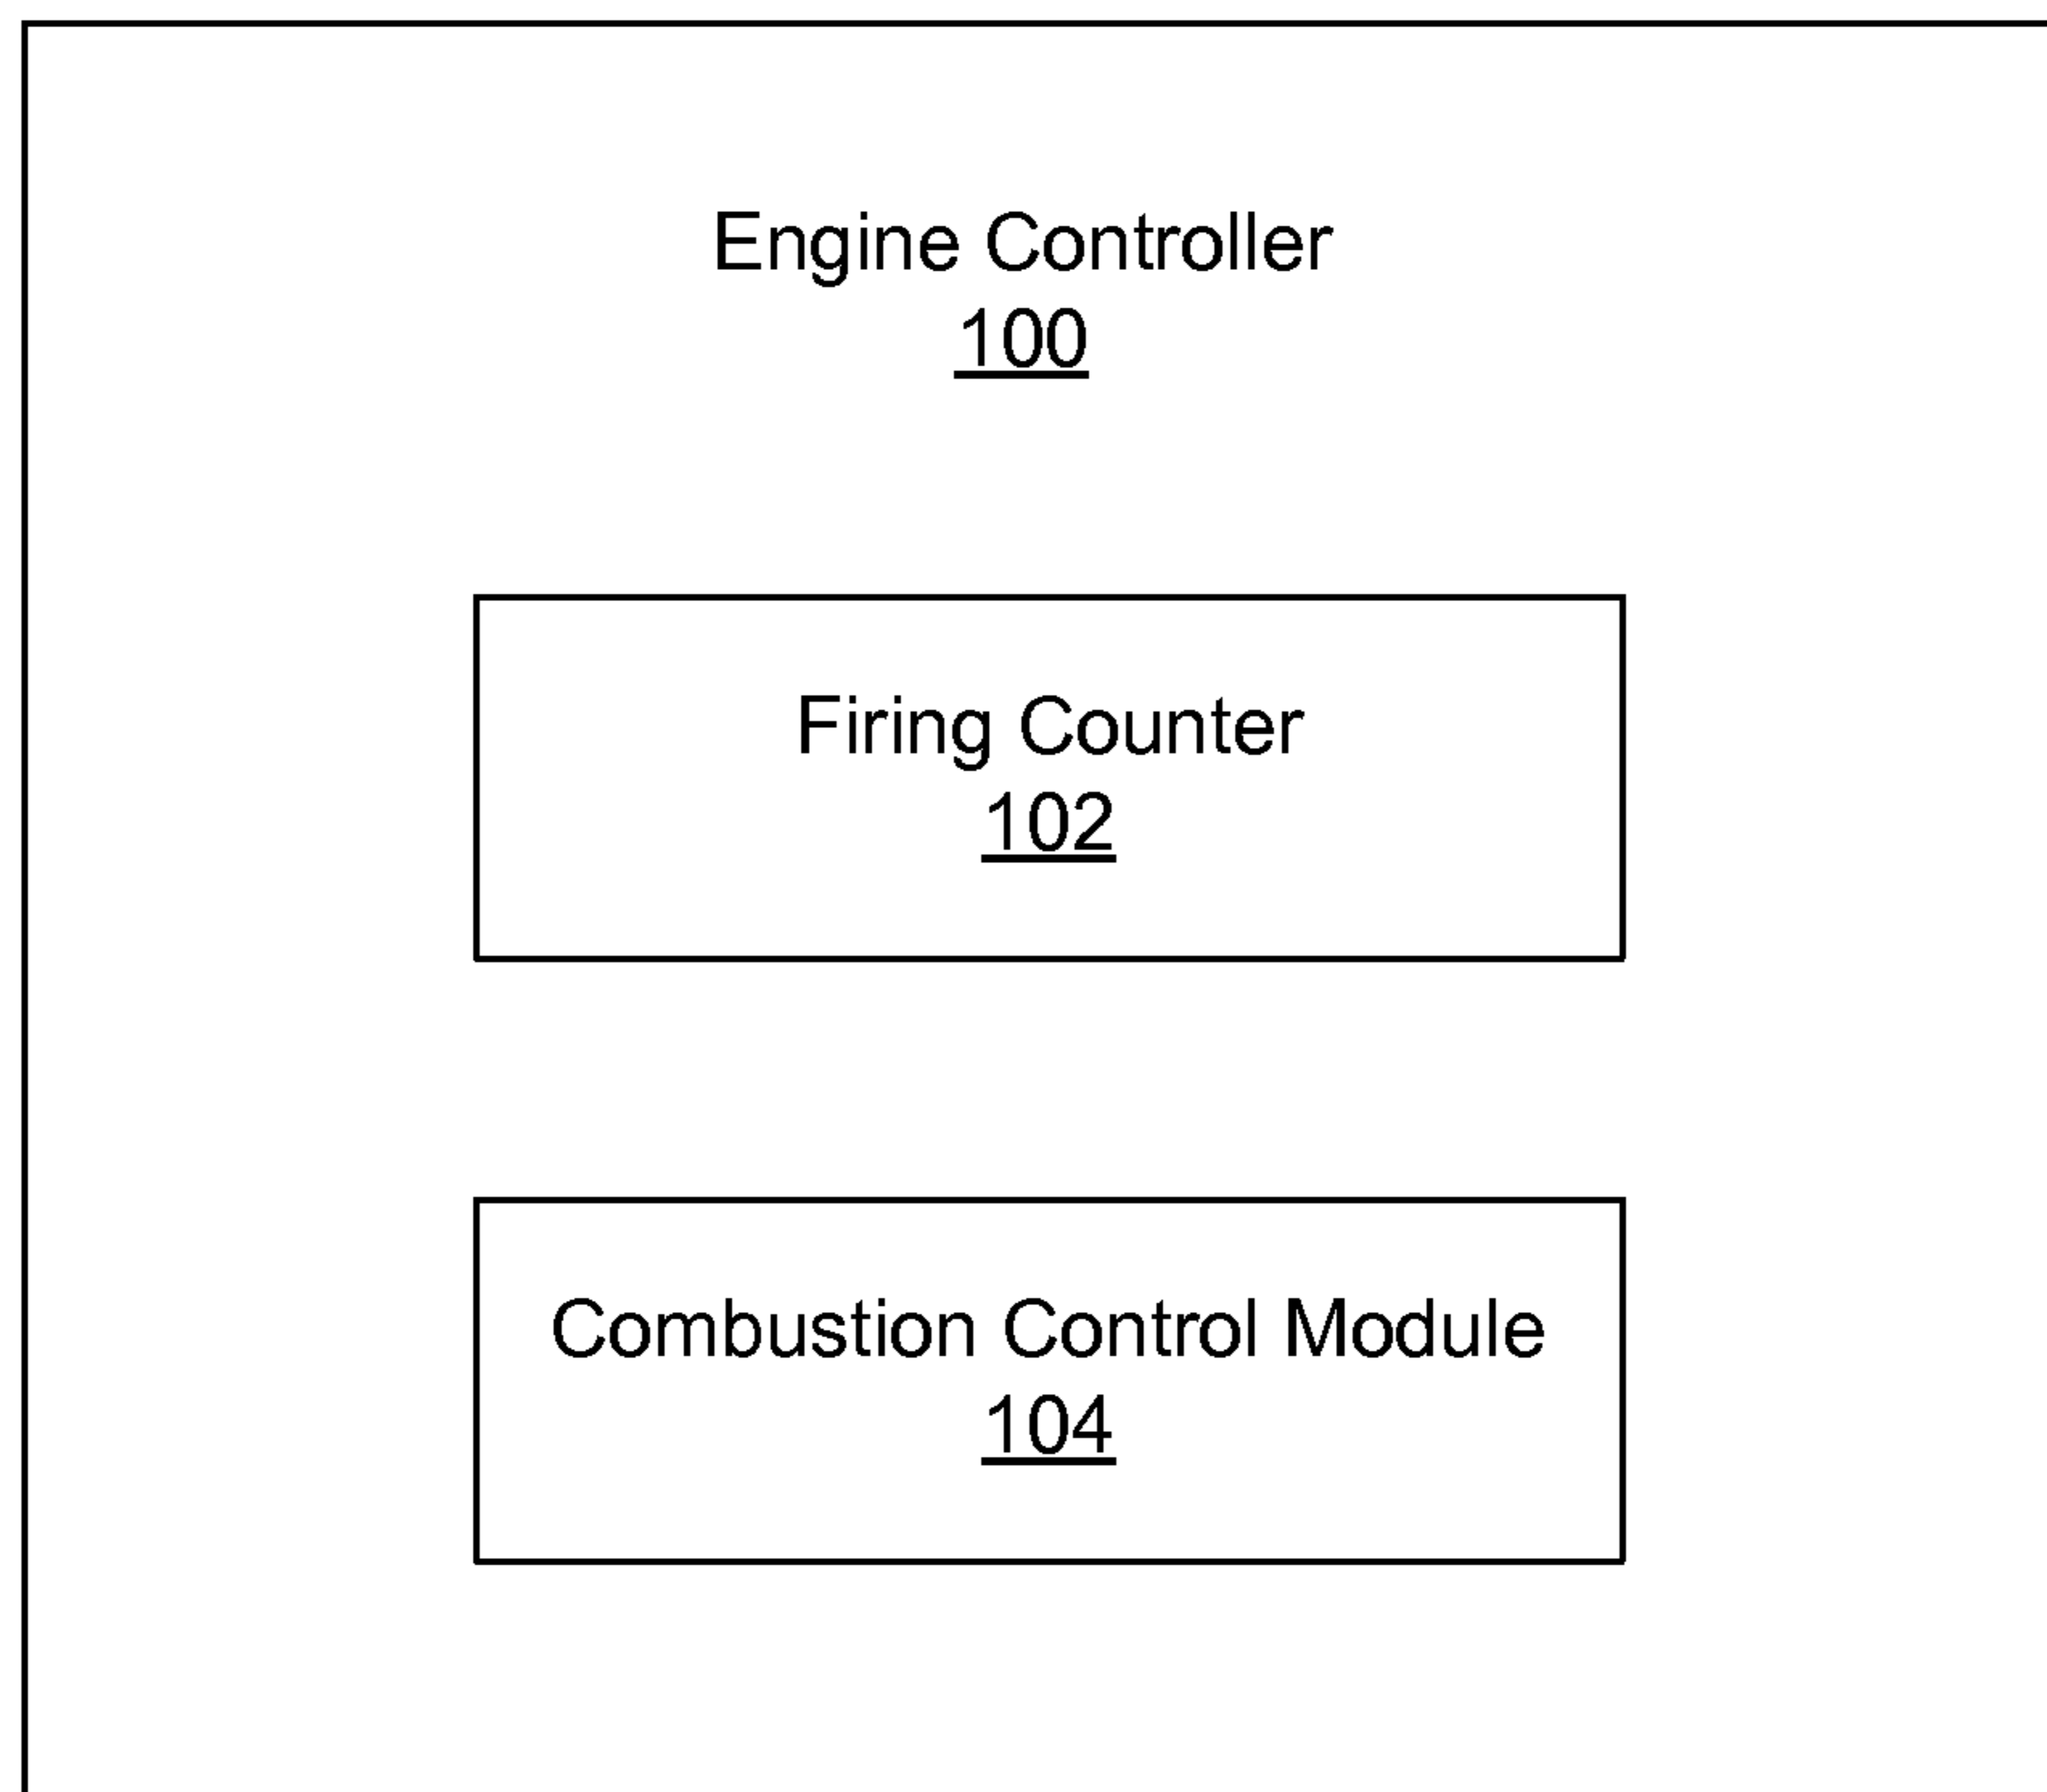 Engine Controller
100
Firing Counter
102
Combustion Control Module
104